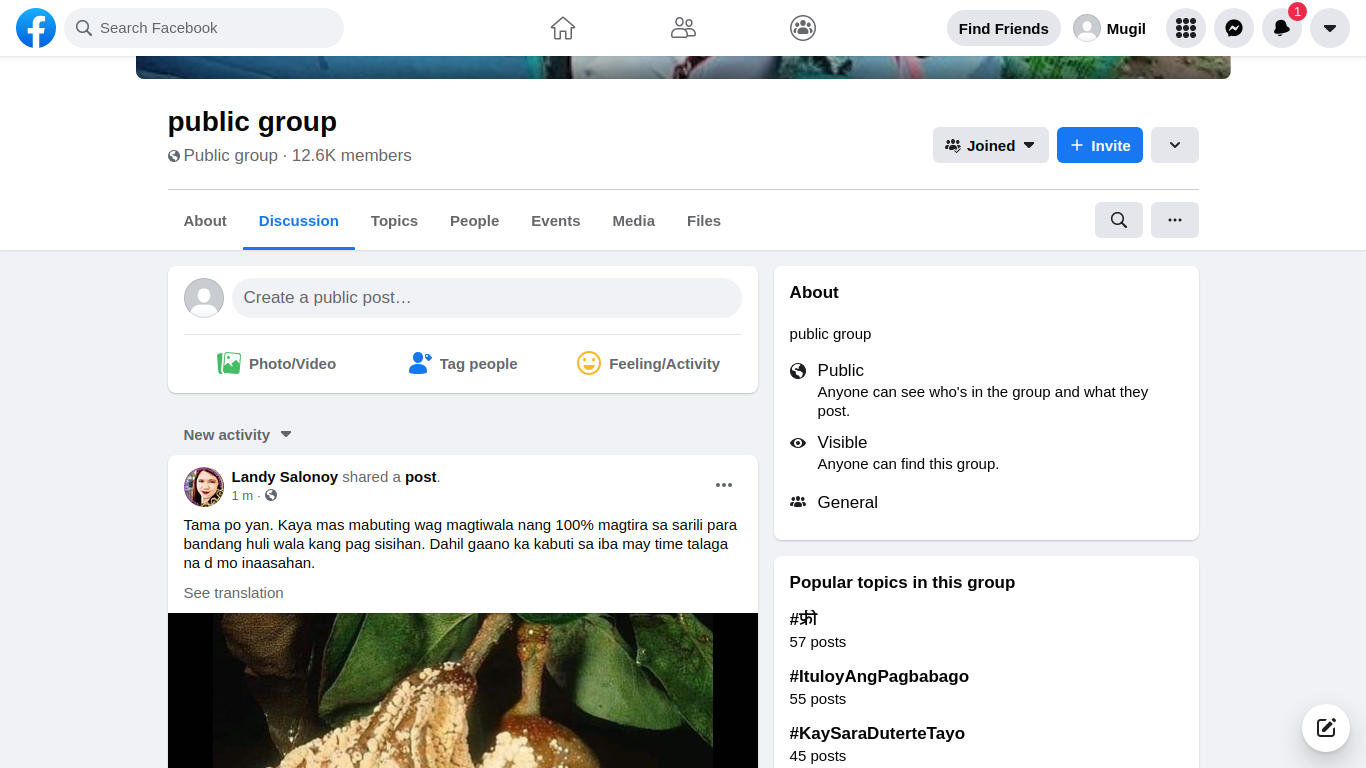 Search Facebook
Find Friends
Mugil
1
public group
Public group · 12.6K members
Joined
+ Invite
About
Discussion
Topics
People
Events
Media
Files
Create a public post…
Photo/Video
Tag people
Feeling/Activity
New activity
Landy Salonoy shared a post.
1 m ·
Tama po yan. Kaya mas mabuting wag magtiwala nang 100% magtira sa sarili para
bandang huli wala kang pag sisihan. Dahil gaano ka kabuti sa iba may time talaga
na d mo inaasahan.
See translation
About
public group
Public
Anyone can see who's in the group and what they
post.
Visible
Anyone can find this group.
General
Popular topics in this group
#फ्री
57 posts
#ItuloyAngPagbabago
55 posts
#KaySaraDuterteTayo
45 posts